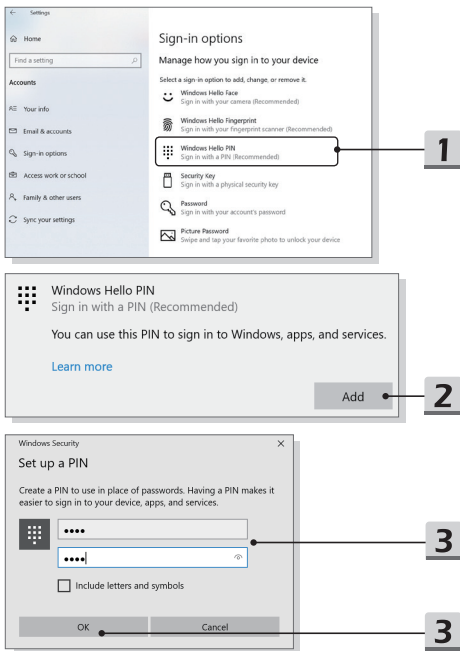 Settings
Home
Sign-in options
Find a setting
Manage how you sign in to your device
Accounts
Select a sign-in option to add, change, or remove it.
Windows Hello Face
Sign in with your camera (Recommended)
Your info
Windows Hello Fingerprint
Sign in with your fingerprint scanner (Recommended)
Email & accounts
Windows Hello PIN
Sign in with a PIN (Recommended)
1
Sign-in options
Access work or school
Security Key
Sign in with a physical security key
Family & other users
Password
Sign in with your account's password
Sync your settings
Picture Password
Swipe and tap your favorite photo to unlock your device
Windows Hello PIN
Sign in with a PIN (Recommended)
You can use this PIN to sign in to Windows, apps, and services.
Learn more
Add
2
Windows Security
Set up a PIN
Create a PIN to use in place of passwords. Having a PIN makes it
easier to sign in to your device, apps, and services.
••••
••••
3
Include letters and symbols
OK Cancel
3